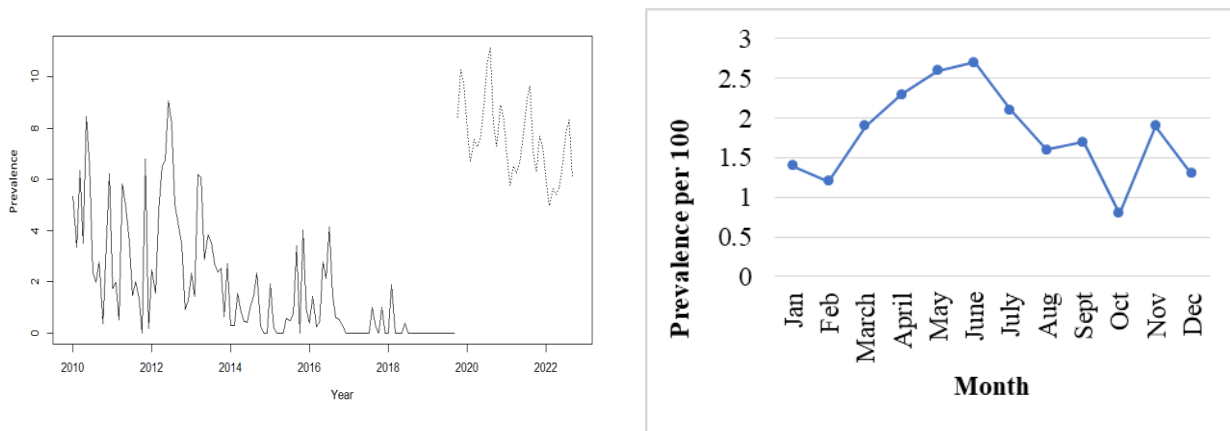 Prevalence
10
8
6
4
2
0
2010 2012 2014 2016 2018 2020 2022
Year
Prevalence per 100
3
2.5
2
1.5
1
0.5
0
Jan Feb March April May June July Aug Sept Oct Nov Dec
Month